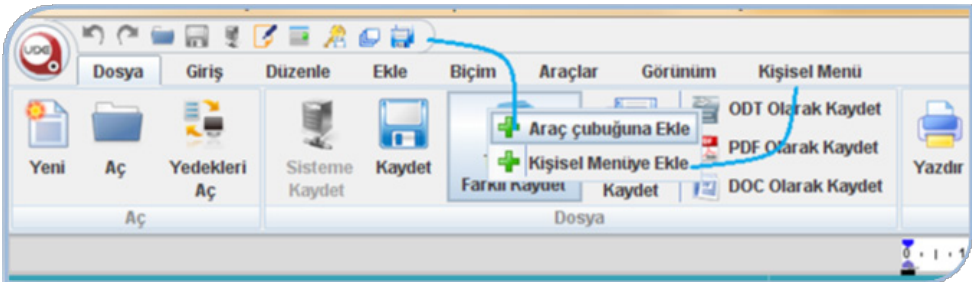 UDE
Dosya Giriş Düzenle Ekle Biçim Araçlar Görünüm Kişisel Menü
Yeni
Aç
Yedekleri
Aç
Aç
Sisteme
Kaydet
Kaydet
Farklı Kaydet
Kaydet
Araç çubuğuna Ekle
Kişisel Menüye Ekle
ODT Olarak Kaydet
PDF Olarak Kaydet
DOC Olarak Kaydet
Dosya
Yazdır
0 1